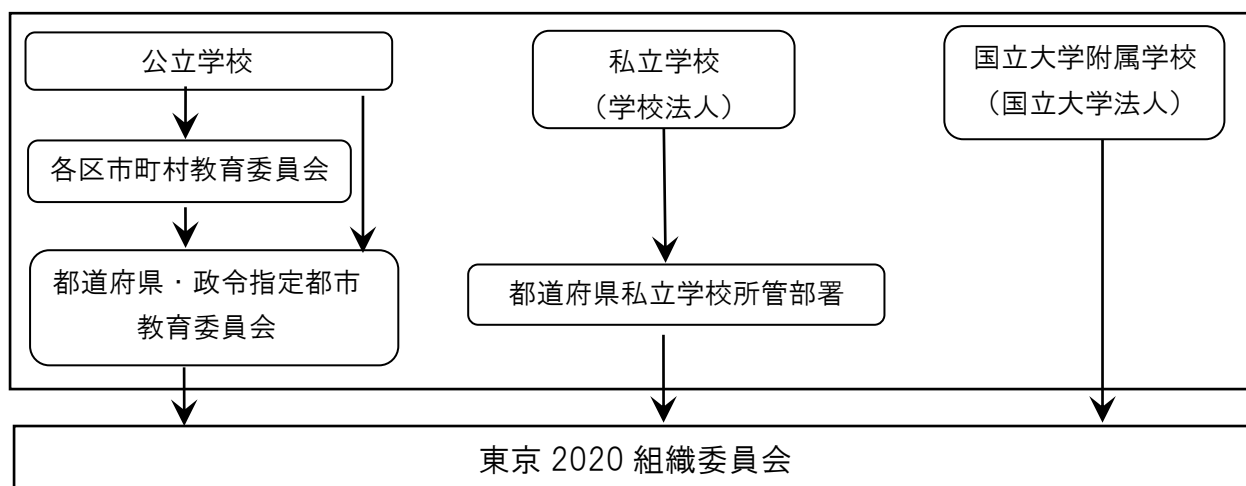 公立学校
各区市町村教育委員会
都道府県・政令指定都市
教育委員会
私立学校
（学校法人）
都道府県私立学校所管部署
国立大学附属学校
（国立大学法人）
東京 2020 組織委員会